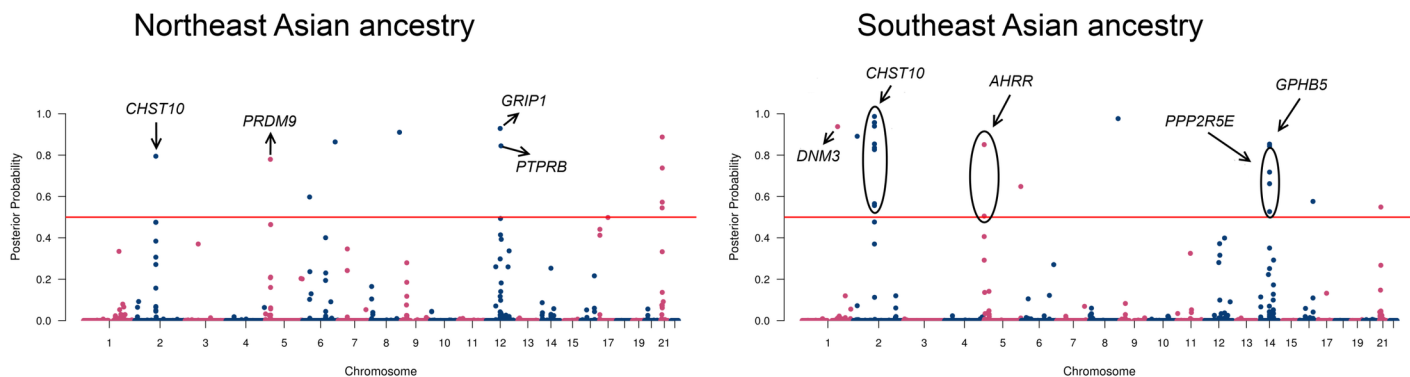 Northeast Asian ancestry
CHST10
PRDM9
GRIP1
PTPRB
Posterior Probability
1.0
0.8
0.6
0.4
0.2
0.0
1 2 3 4 5 6 7 8 9 10 11 12 13 14 15 17 19 21
Chromosome
Southeast Asian ancestry
CHST10
AHRR
GPHB5
PPP2R5E
DNM3
Posterior Probability
1.0
0.8
0.6
0.4
0.2
0.0
1 2 3 4 5 6 7 8 9 10 11 12 13 14 15 17 19 21
Chromosome